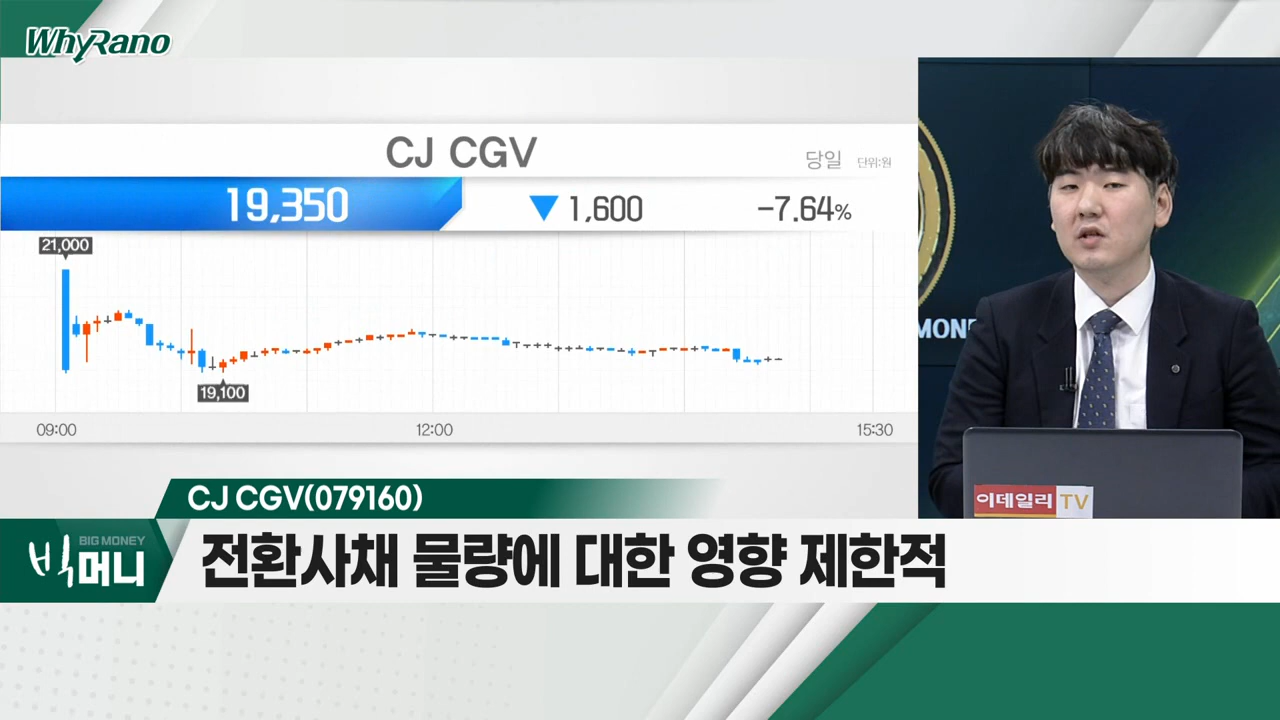 WhyRano
CJ CGV
당일 단위:원
19,350 ▼ 1,600 -7.64%
21,000
19,100
09:00 12:00 15:30
MONE
이데일리 TV
CJ CGV(079160)
BIG MONEY
빅머니
전환사채 물량에 대한 영향 제한적